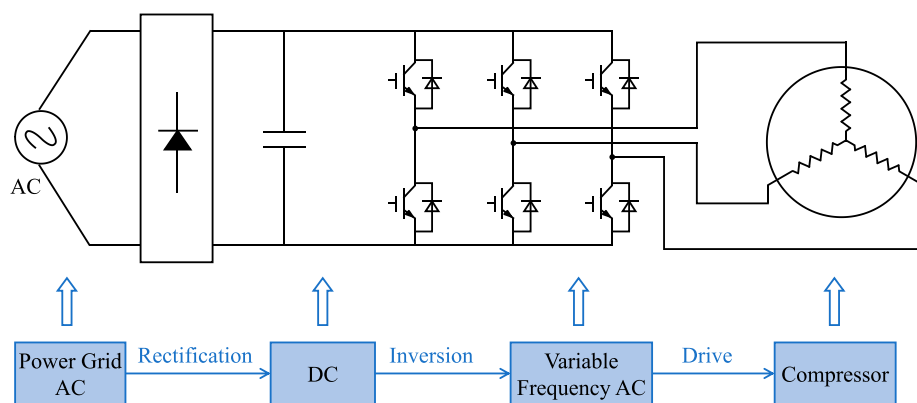 AC
Rectification
Inversion
Drive
Power Grid
AC
DC
Variable
Frequency AC
Compressor